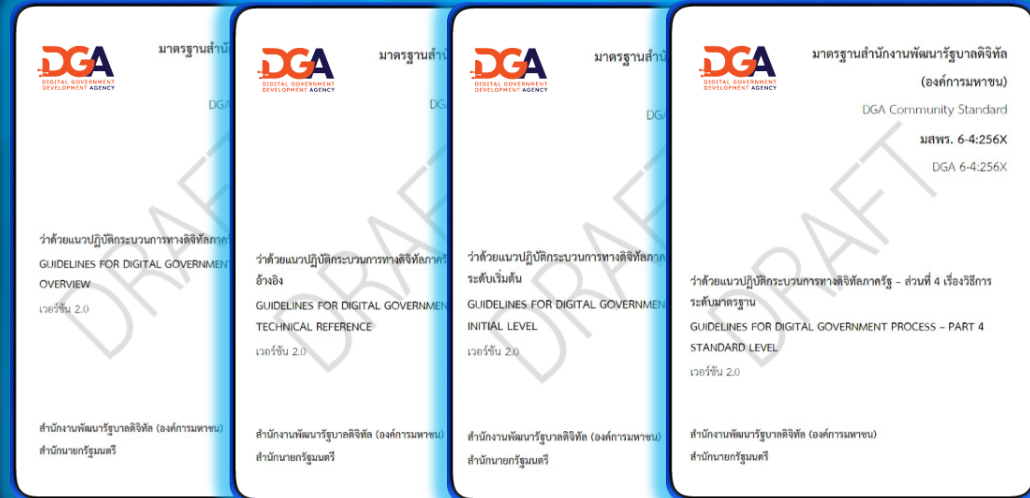 DGA
DIGITAL GOVERNMENT
DEVELOPMENT AGENCY
มาตรฐานสำนั
DGA
DRAFT
ว่าด้วยแนวปฏิบัติกระบวนการทางดิจิทัลภาค
GUIDELINES FOR DIGITAL GOVERNMEN
OVERVIEW
เวอร์ชัน 2.0
สำนักงานพัฒนารัฐบาลดิจิทัล (องค์การมหาชน)
สำนักนายกรัฐมนตรี
DGA
DIGITAL GOVERNMENT
DEVELOPMENT AGENCY
มาตรฐานสำนั
DGA
DRAFT
ว่าด้วยแนวปฏิบัติกระบวนการทางดิจิทัลภาครั
อ้างอิง
GUIDELINES FOR DIGITAL GOVERNMEN
TECHNICAL REFERENCE
เวอร์ชัน 2.0
สำนักงานพัฒนารัฐบาลดิจิทัล (องค์การมหาชน)
สำนักนายกรัฐมนตรี
DGA
DIGITAL GOVERNMENT
DEVELOPMENT AGENCY
มาตรฐานสำนั
DGA
DRAFT
ว่าด้วยแนวปฏิบัติกระบวนการทางดิจิทัลภาค
ระดับเริ่มต้น
GUIDELINES FOR DIGITAL GOVERNMEN
INITIAL LEVEL
เวอร์ชัน 2.0
สำนักงานพัฒนารัฐบาลดิจิทัล (องค์การมหาชน)
สำนักนายกรัฐมนตรี
DGA
DIGITAL GOVERNMENT
DEVELOPMENT AGENCY
มาตรฐานสำนักงานพัฒนารัฐบาลดิจิทัล
(องค์การมหาชน)
DGA Community Standard
มสพร. 6-4:256X
DGA 6-4:256X
DRAFT
ว่าด้วยแนวปฏิบัติกระบวนการทางดิจิทัลภาครัฐ – ส่วนที่ 4 เรื่องวิธีการ
ระดับมาตรฐาน
GUIDELINES FOR DIGITAL GOVERNMENT PROCESS – PART 4
STANDARD LEVEL
เวอร์ชัน 2.0
สำนักงานพัฒนารัฐบาลดิจิทัล (องค์การมหาชน)
สำนักนายกรัฐมนตรี